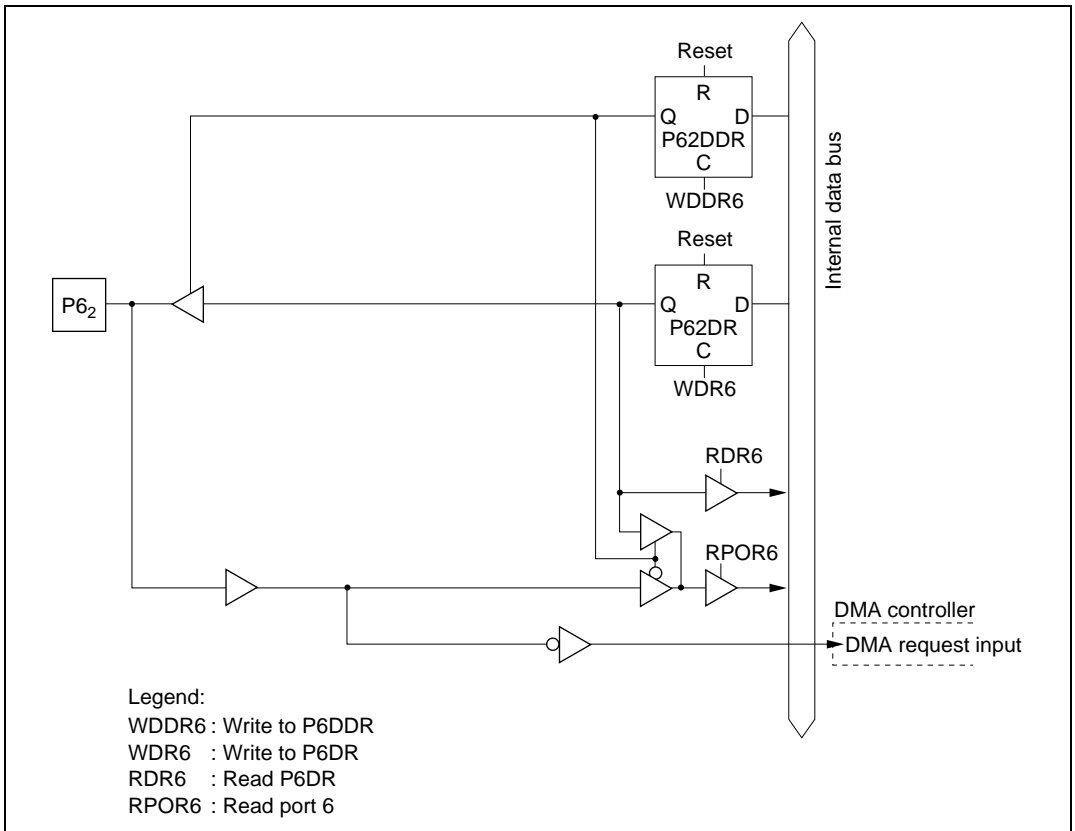 Reset
R
Q D
P62DDR
C
WDDR6
Reset
R
Q D
P62DR
C
WDR6
P6₂
Internal data bus
RDR6
RPOR6
DMA controller
DMA request input
Legend:
WDDR6 : Write to P6DDR
WDR6 : Write to P6DR
RDR6 : Read P6DR
RPOR6 : Read port 6